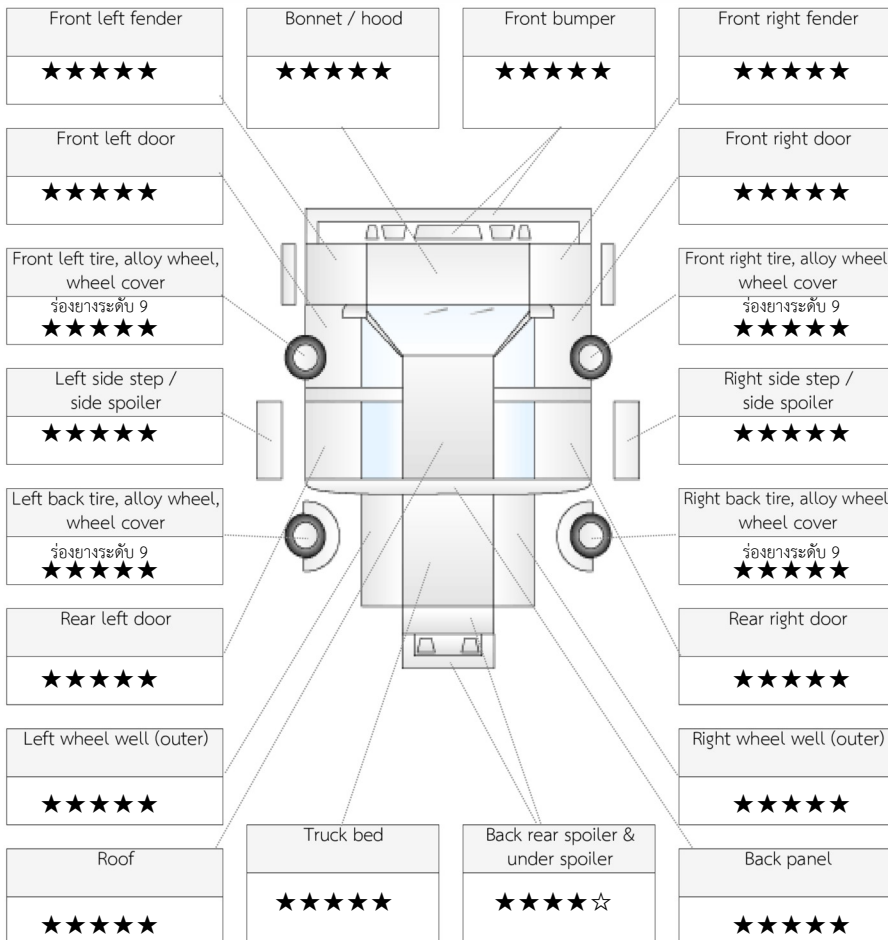 Front left fender
★★★★★
Bonnet / hood
★★★★★
Front bumper
★★★★★
Front right fender
★★★★★
Front left door
★★★★★
Front right door
★★★★★
Front left tire, alloy wheel,
wheel cover
ร่องยางระดับ 9
★★★★★
Front right tire, alloy wheel
wheel cover
ร่องยางระดับ 9
★★★★★
Left side step /
side spoiler
★★★★★
Right side step /
side spoiler
★★★★★
Left back tire, alloy wheel,
wheel cover
ร่องยางระดับ 9
★★★★★
Right back tire, alloy wheel
wheel cover
ร่องยางระดับ 9
★★★★★
Rear left door
★★★★★
Rear right door
★★★★★
Left wheel well (outer)
★★★★★
Right wheel well (outer)
★★★★★
Roof
★★★★★
Truck bed
★★★★★
Back rear spoiler &
under spoiler
★★★★☆
Back panel
★★★★★